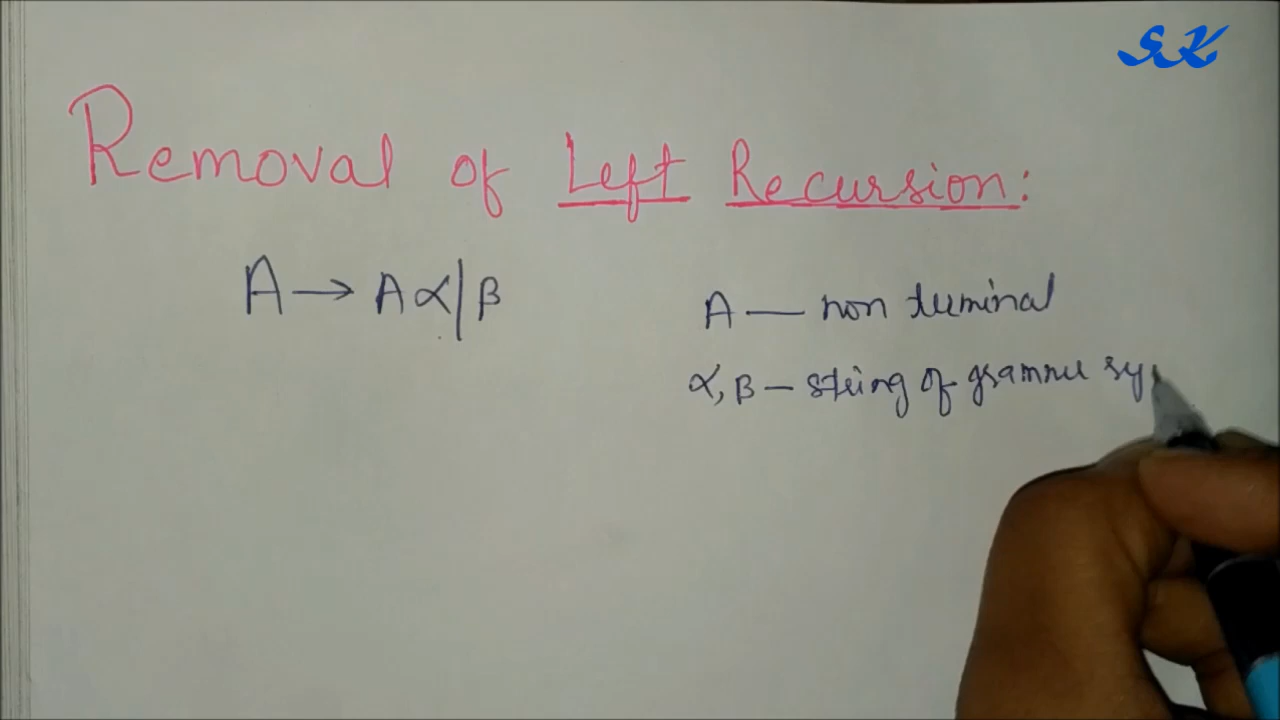 SK
Removal of Left Recursion:
A → Aα|β
A — non terminal
α, β — string of grammar sy